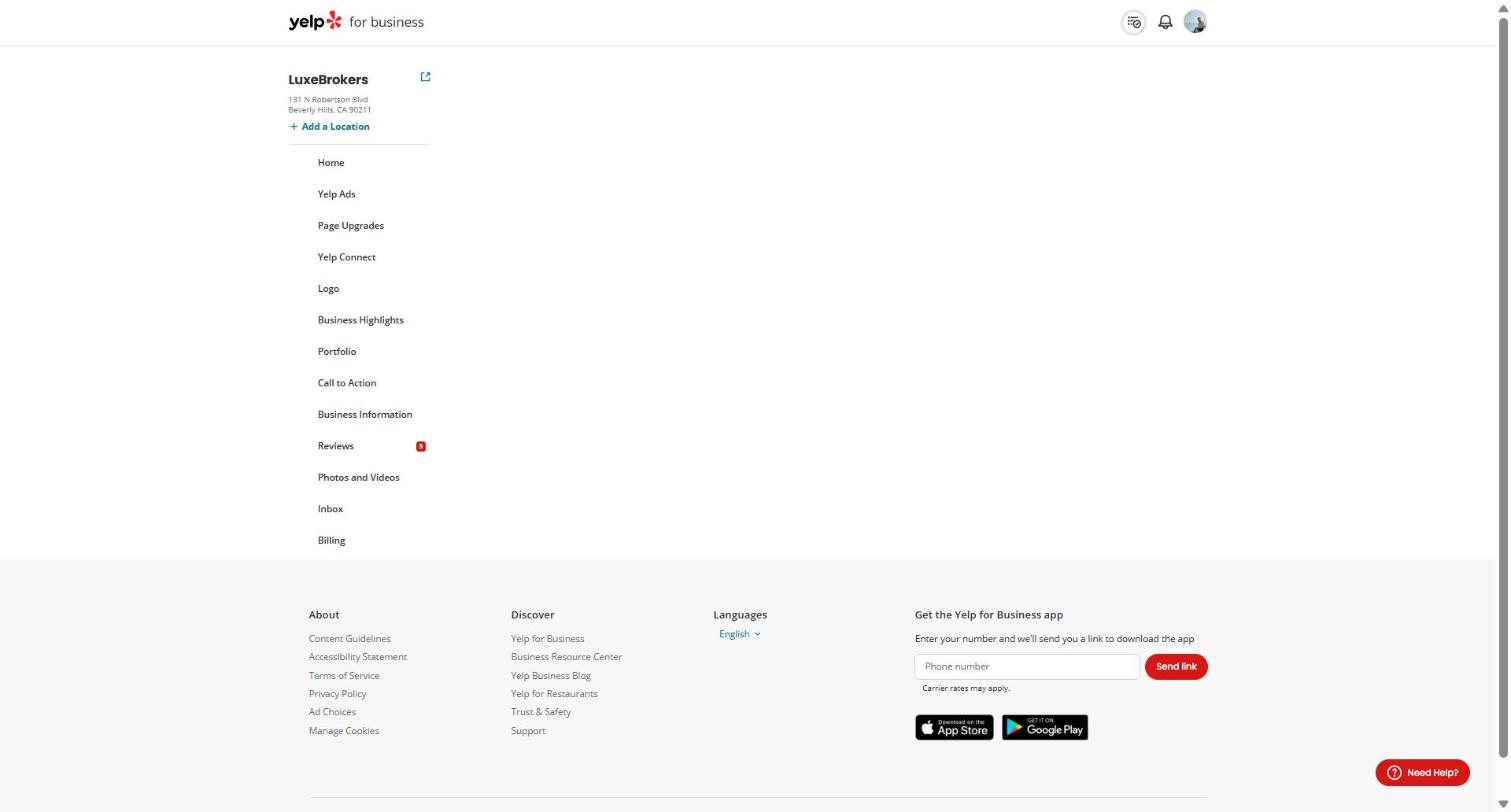 yelp for business
LuxeBrokers
131 N Robertson Blvd
Beverly Hills, CA 90211
+ Add a Location
Home
Yelp Ads
Page Upgrades
Yelp Connect
Logo
Business Highlights
Portfolio
Call to Action
Business Information
Reviews 3
Photos and Videos
Inbox
Billing
About
Content Guidelines
Accessibility Statement
Terms of Service
Privacy Policy
Ad Choices
Manage Cookies
Discover
Yelp for Business
Business Resource Center
Yelp Business Blog
Yelp for Restaurants
Trust & Safety
Support
Languages
English
Get the Yelp for Business app
Enter your number and we'll send you a link to download the app
Phone number
Send link
Carrier rates may apply.
Download on the
App Store
GET IT ON
Google Play
? Need Help?